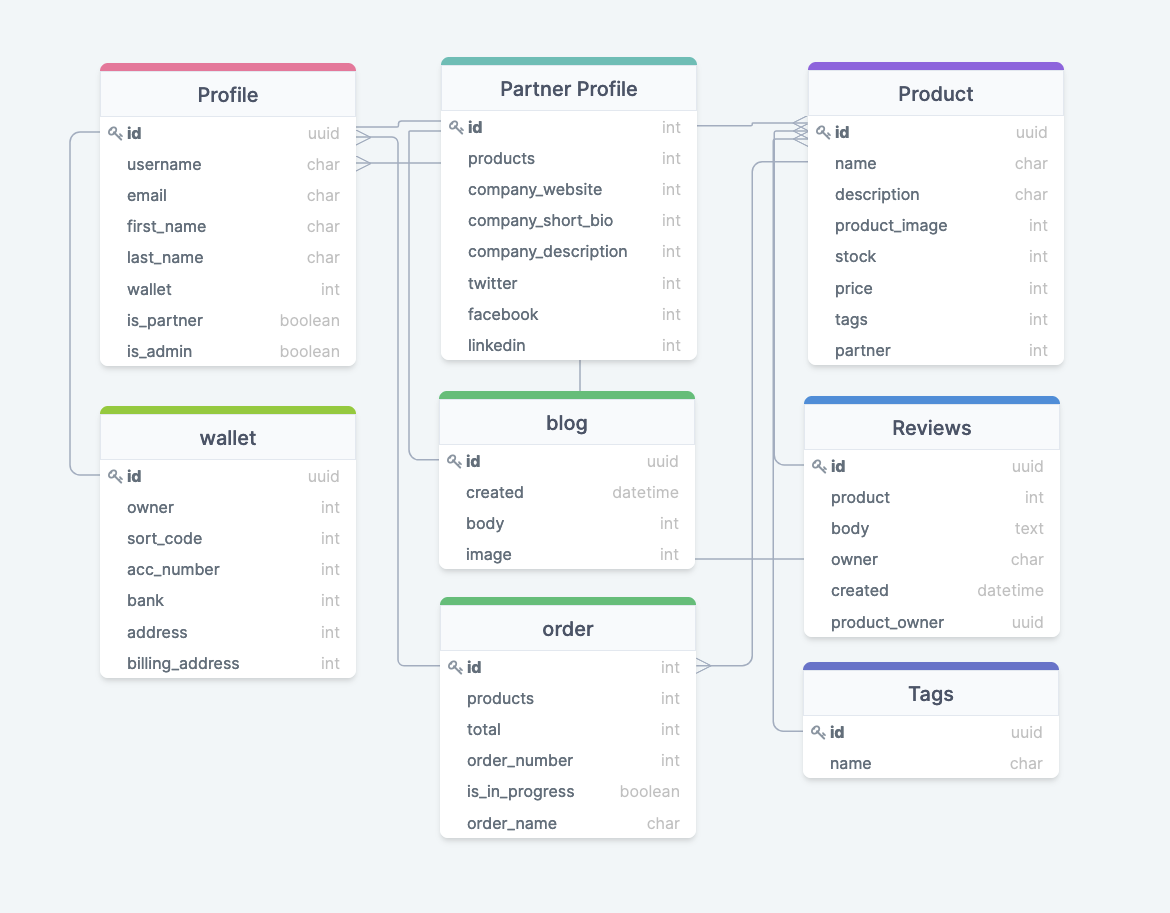 Profile
id uuid
username char
email char
first_name char
last_name char
wallet int
is_partner boolean
is_admin boolean
Partner Profile
id int
products int
company_website int
company_short_bio int
company_description int
twitter int
facebook int
linkedin int
Product
id uuid
name char
description char
product_image int
stock int
price int
tags int
partner int
wallet
id uuid
owner int
sort_code int
acc_number int
bank int
address int
billing_address int
blog
id uuid
created datetime
body int
image int
Reviews
id uuid
product int
body text
owner char
created datetime
product_owner uuid
order
id int
products int
total int
order_number int
is_in_progress boolean
order_name char
Tags
id uuid
name char